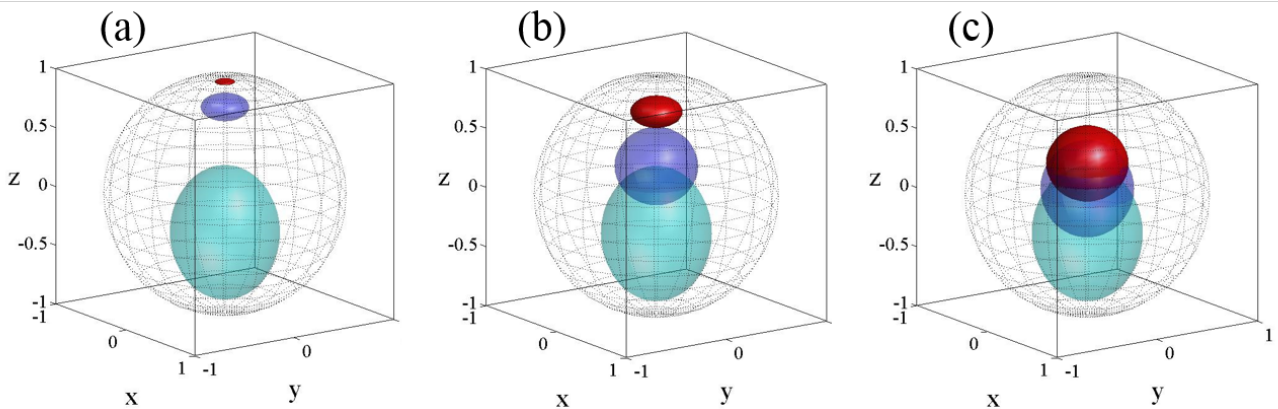 (a) (b) (c)
1 1 1
0.5 0.5 0.5
z 0 z 0 z 0
-0.5 -0.5 -0.5
-1 -1 -1
-1 -1 -1 1
0 0 0 0 0 0
1 -1 1 -1 1 -1
x y x y x y